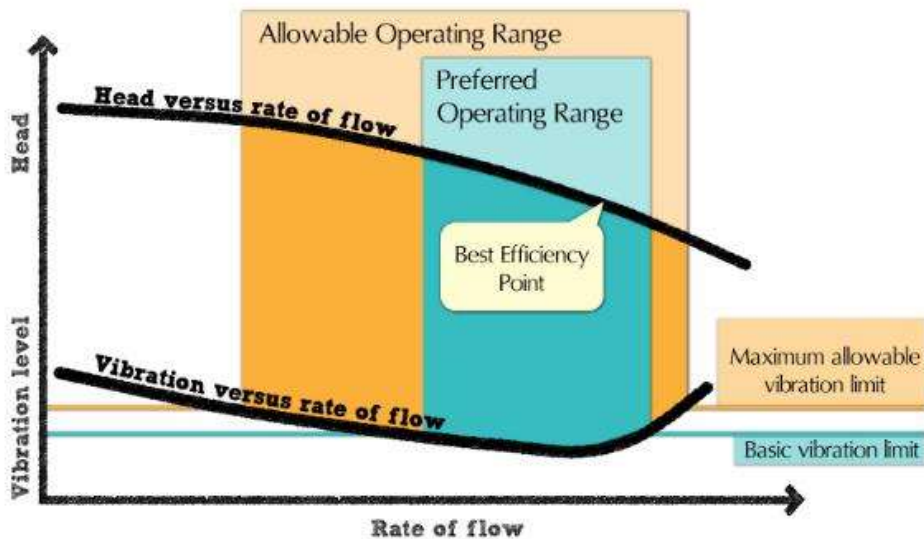 Allowable Operating Range
Preferred
Operating Range
Head versus rate of flow
Head
Best Efficiency
Point
Vibration level
Vibration versus rate of flow
Maximum allowable
vibration limit
Basic vibration limit
Rate of flow